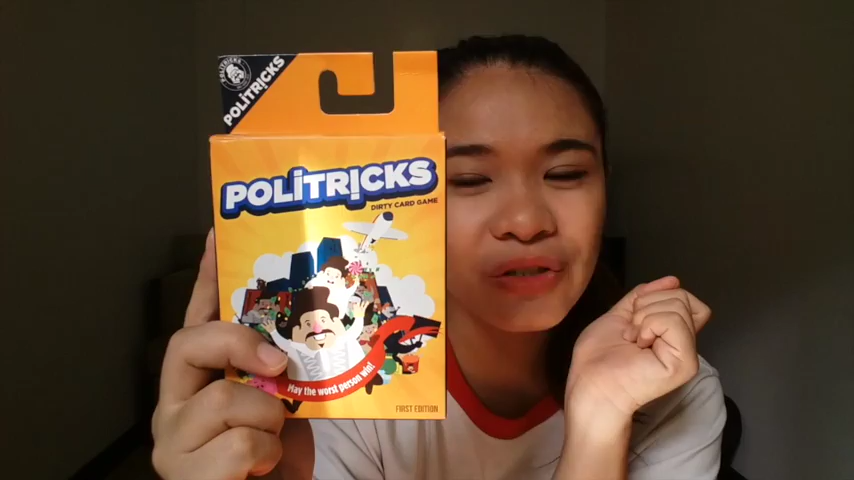 POLITRICKS
POLITRICKS
POLITRICKS
DIRTY CARD GAME
May the worst person win!
FIRST EDITION